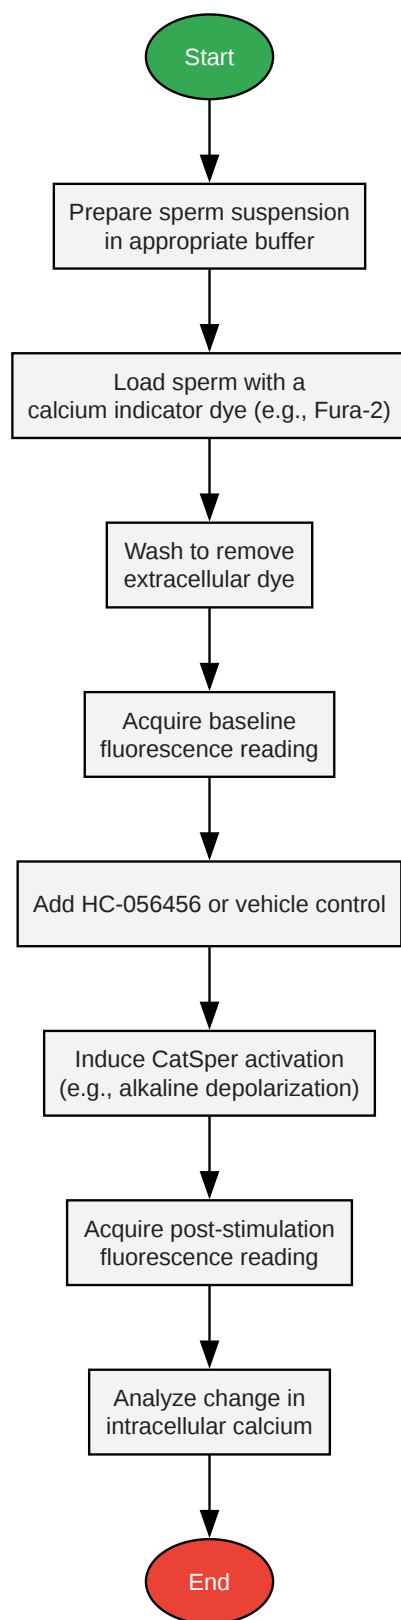 Start
Prepare sperm suspension
in appropriate buffer
Load sperm with a
calcium indicator dye (e.g., Fura-2)
Wash to remove
extracellular dye
Acquire baseline
fluorescence reading
Add HC-056456 or vehicle control
Induce CatSper activation
(e.g., alkaline depolarization)
Acquire post-stimulation
fluorescence reading
Analyze change in
intracellular calcium
End